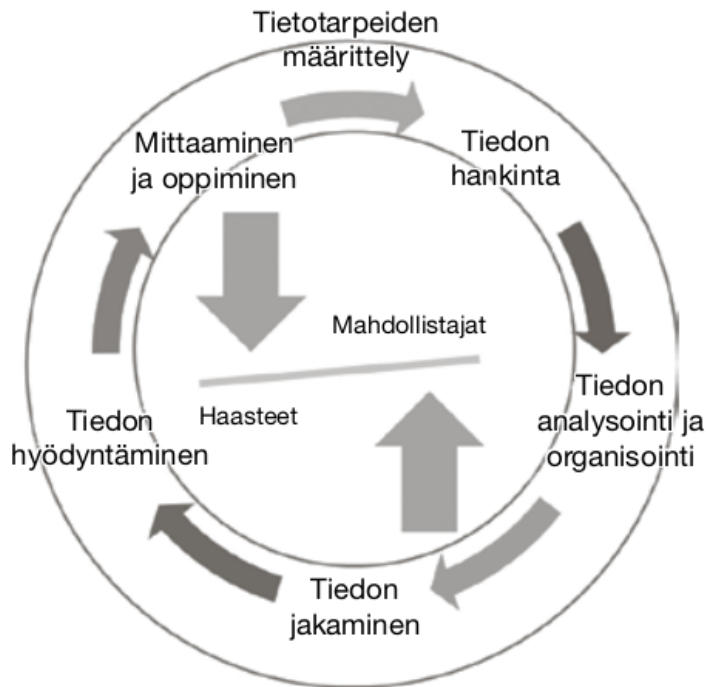 Tietotarpeiden
määrittely
Tiedon
hankinta
Tiedon
analysointi ja
organisointi
Tiedon
jakaminen
Tiedon
hyödyntäminen
Mittaaminen
ja oppiminen
Mahdollistajat
Haasteet